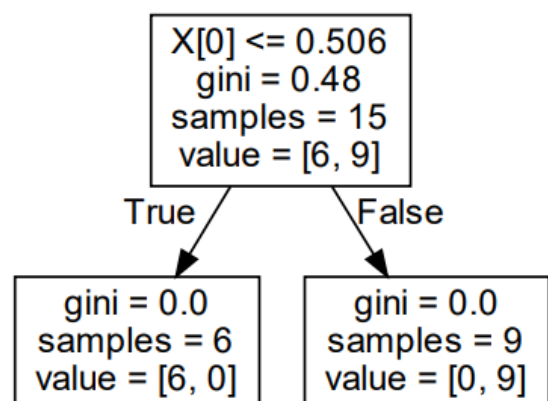 X[0] <= 0.506
gini = 0.48
samples = 15
value = [6, 9]
True
False
gini = 0.0
samples = 6
value = [6, 0]
gini = 0.0
samples = 9
value = [0, 9]